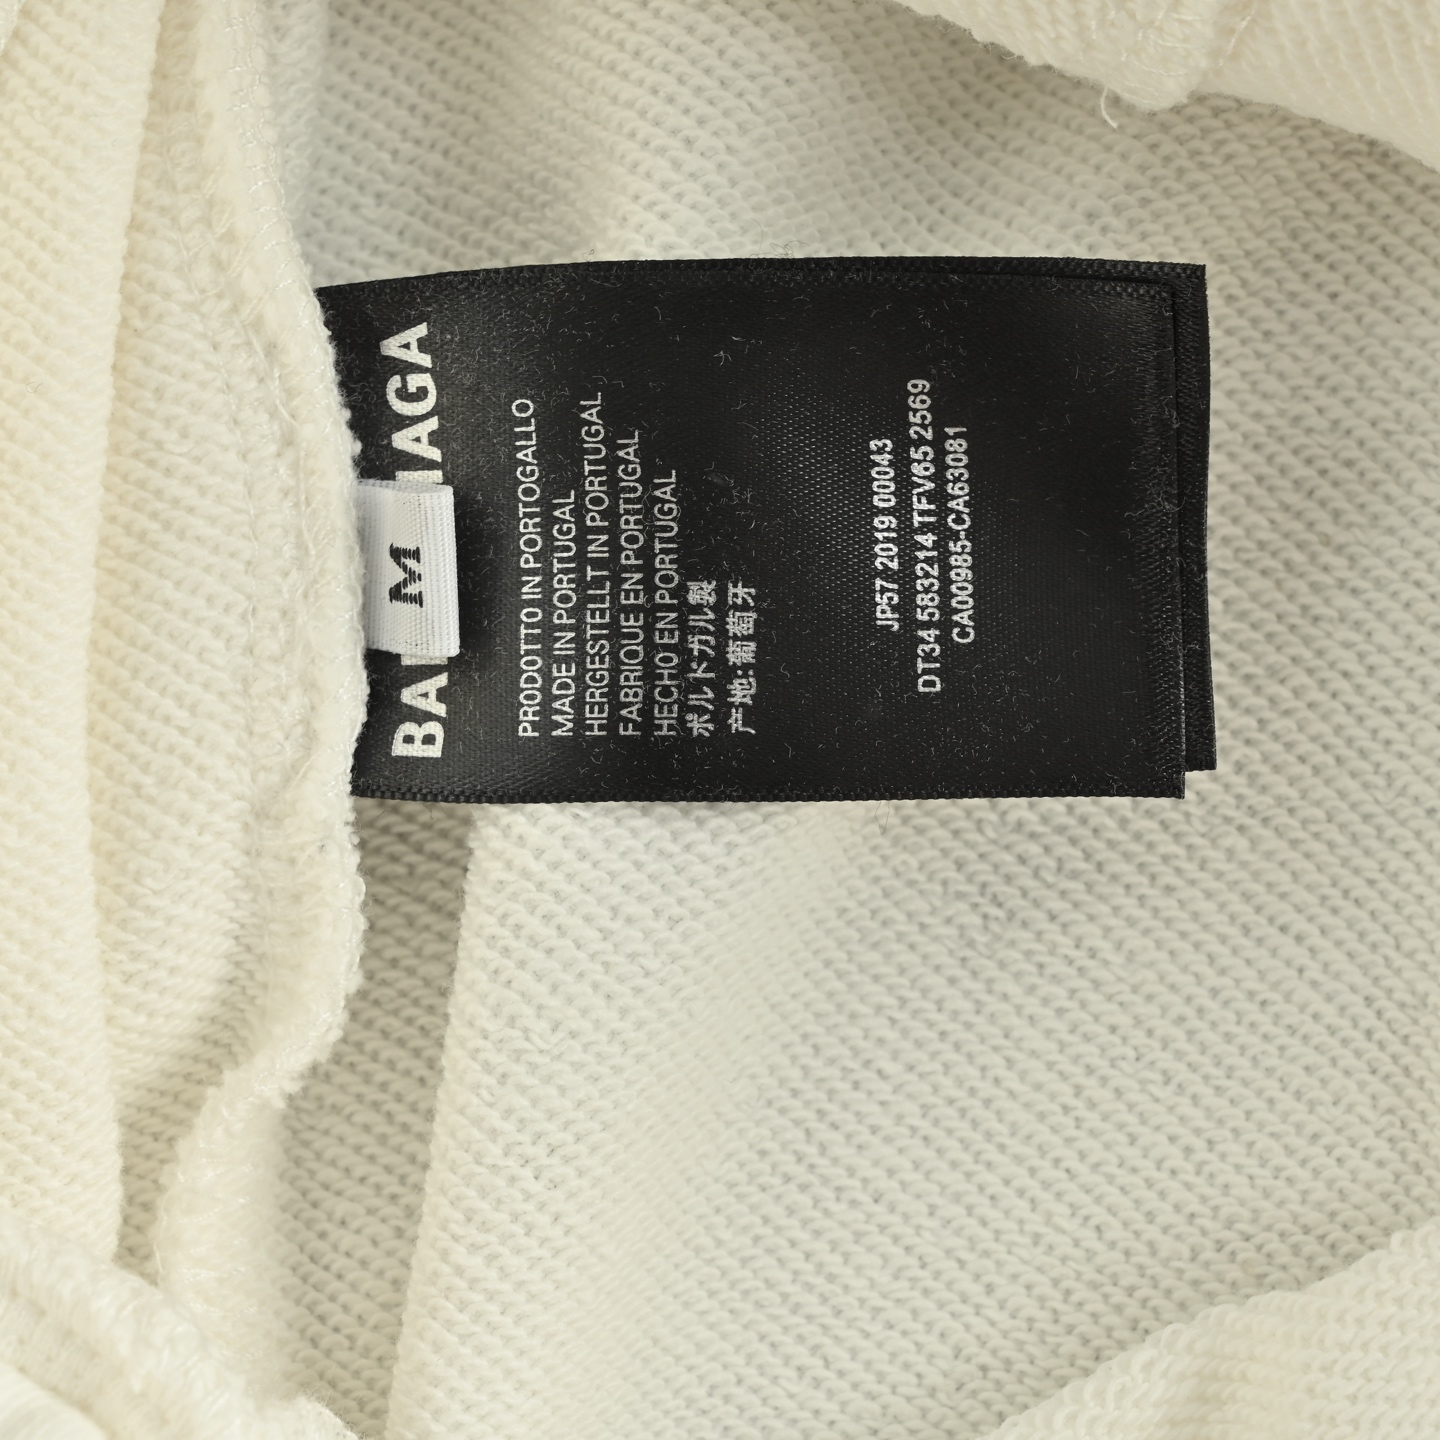 BA IAGA
M
PRODOTTO IN PORTOGALLO
MADE IN PORTUGAL
HERGESTELLT IN PORTUGAL
FABRIQUE EN PORTUGAL
HECHO EN PORTUGAL
ポルトガル製
产地:葡萄牙
JP57 2019 00043
DT34 583214 TFV65 2569
CA00985-CA63081